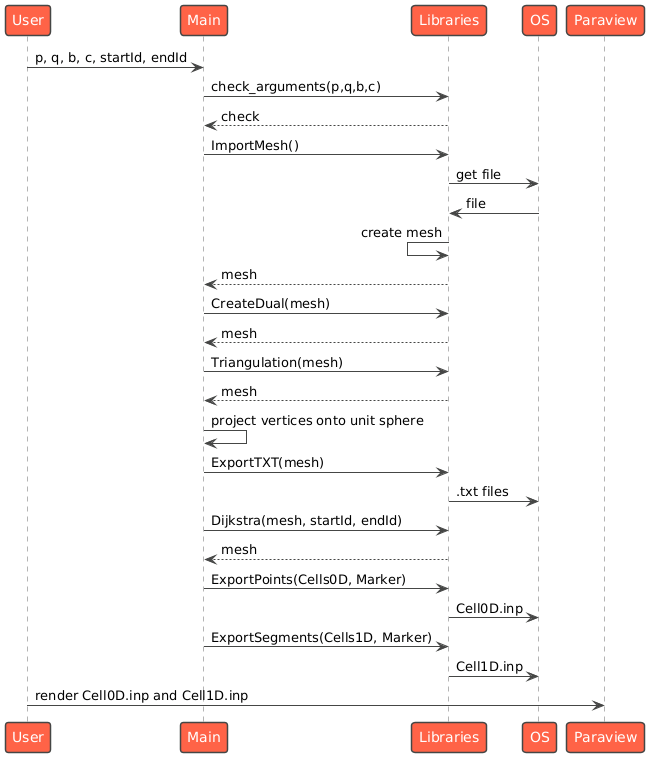 User Main Libraries OS Paraview
p, q, b, c, startId, endId
check_arguments(p,q,b,c)
check
ImportMesh()
get file
file
create mesh
mesh
CreateDual(mesh)
mesh
Triangulation(mesh)
mesh
project vertices onto unit sphere
ExportTXT(mesh)
.txt files
Dijkstra(mesh, startId, endId)
mesh
ExportPoints(Cells0D, Marker)
Cell0D.inp
ExportSegments(Cells1D, Marker)
Cell1D.inp
render Cell0D.inp and Cell1D.inp
User Main Libraries OS Paraview